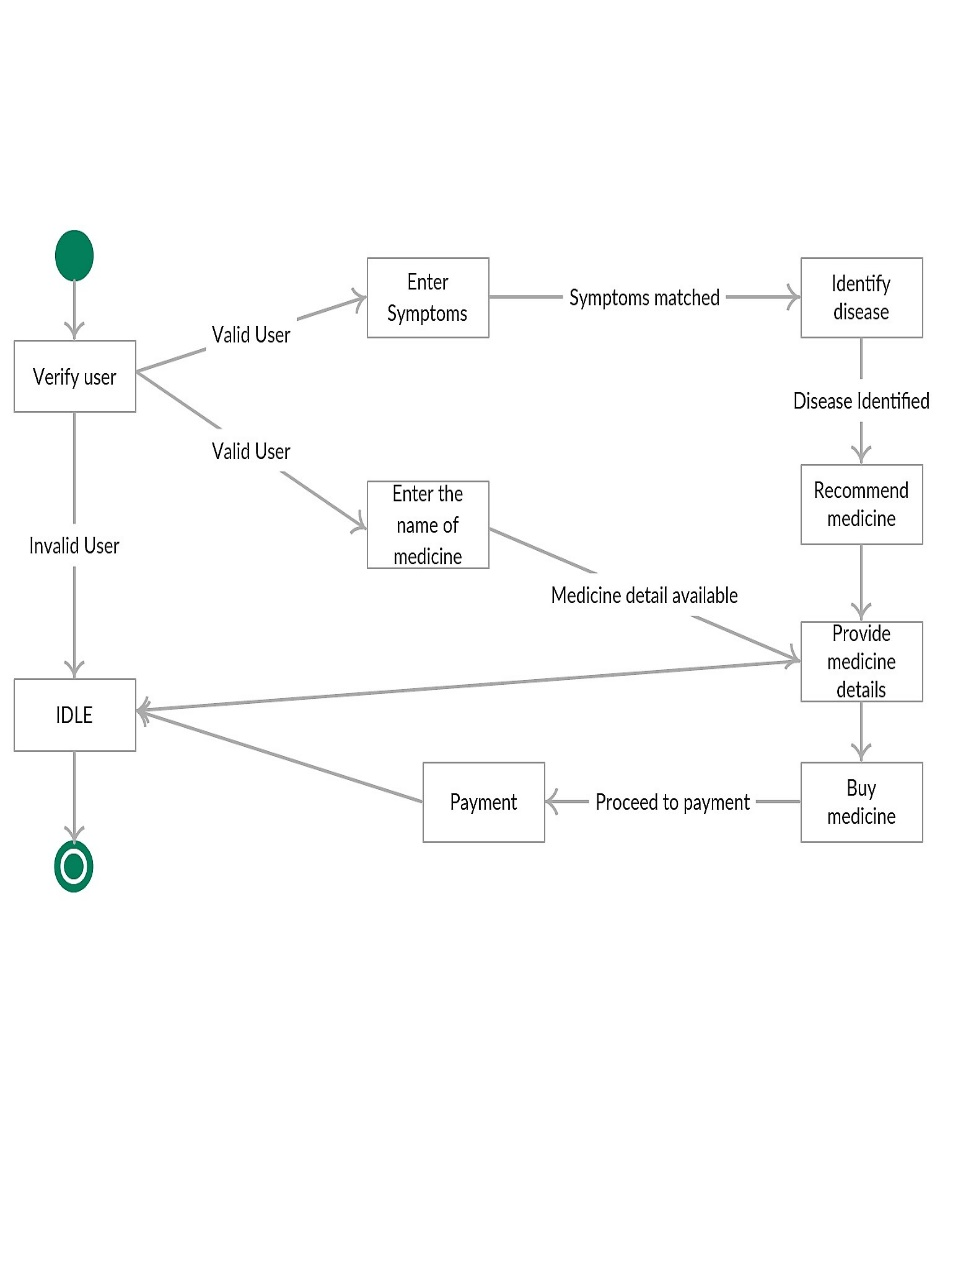 Enter
Symptoms
Symptoms matched
Identify
disease
Valid User
Verify user
Disease Identified
Valid User
Enter the
name of
medicine
Recommend
medicine
Invalid User
Medicine detail available
Provide
medicine
details
IDLE
Payment
Proceed to payment
Buy
medicine